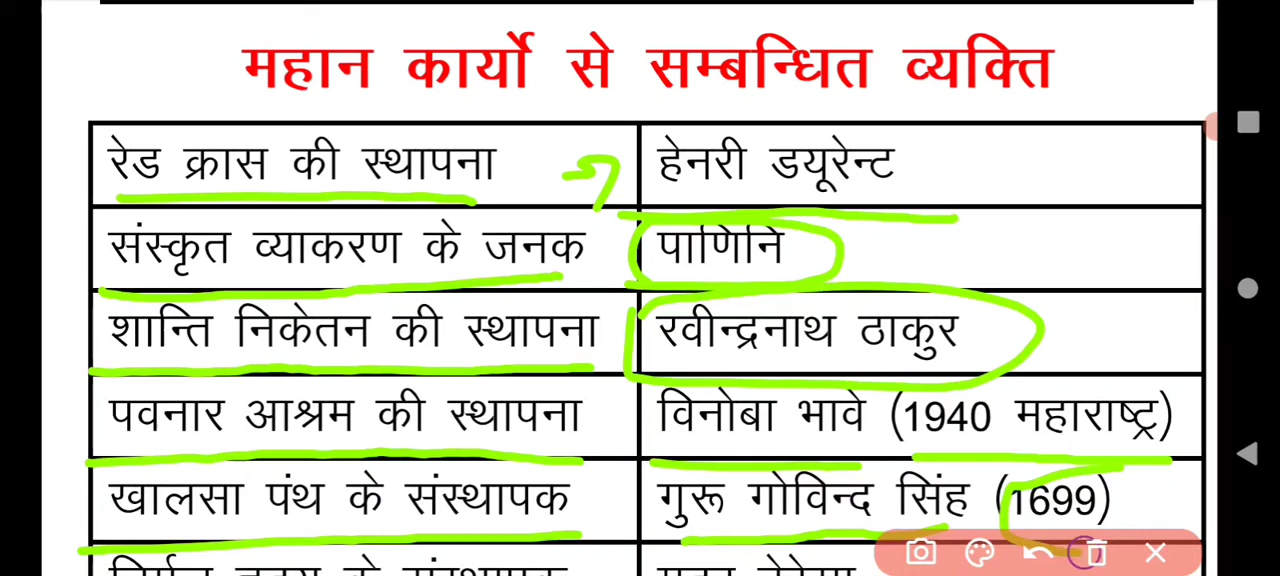 महान कार्यो से सम्बन्धित व्यक्ति
रेड क्रास की स्थापना हेनरी डयूरेन्ट
संस्कृत व्याकरण के जनक पाणिनि
शान्ति निकेतन की स्थापना रवीन्द्रनाथ ठाकुर
पवनार आश्रम की स्थापना विनोबा भावे (1940 महाराष्ट्र)
खालसा पंथ के संस्थापक गुरू गोविन्द सिंह (1699)